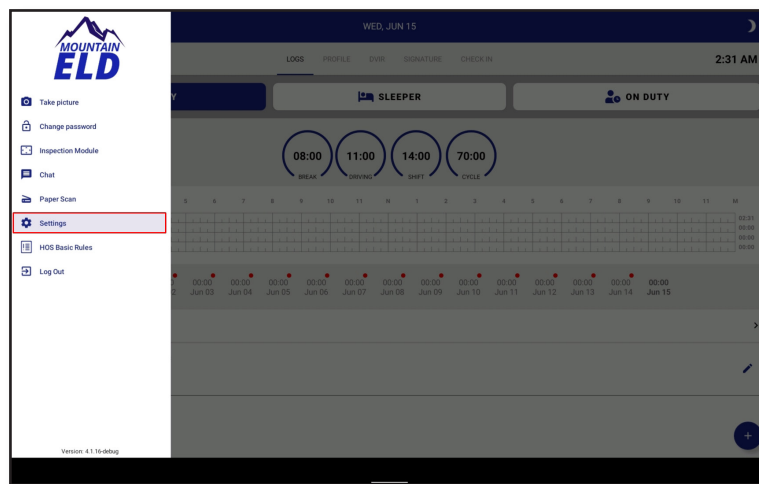 MOUNTAIN
ELD
Take picture
Change password
Inspection Module
Chat
Paper Scan
Settings
HOS Basic Rules
Log Out
Version: 4.1.16-debug
WED, JUN 15
LOGS PROFILE DVIR SIGNATURE CHECK IN
2:31 AM
Y SLEEPER ON DUTY
08:00 11:00 14:00 70:00
BREAK DRIVING SHIFT CYCLE
5 6 7 8 9 10 11 N 1 2 3 4 5 6 7 8 9 10 11 M
02:31
00:00
00:00
00:00
00:00 00:00 00:00 00:00 00:00 00:00 00:00 00:00 00:00 00:00 00:00 00:00 00:00
2 Jun 03 Jun 04 Jun 05 Jun 06 Jun 07 Jun 08 Jun 09 Jun 10 Jun 11 Jun 12 Jun 13 Jun 14 Jun 15